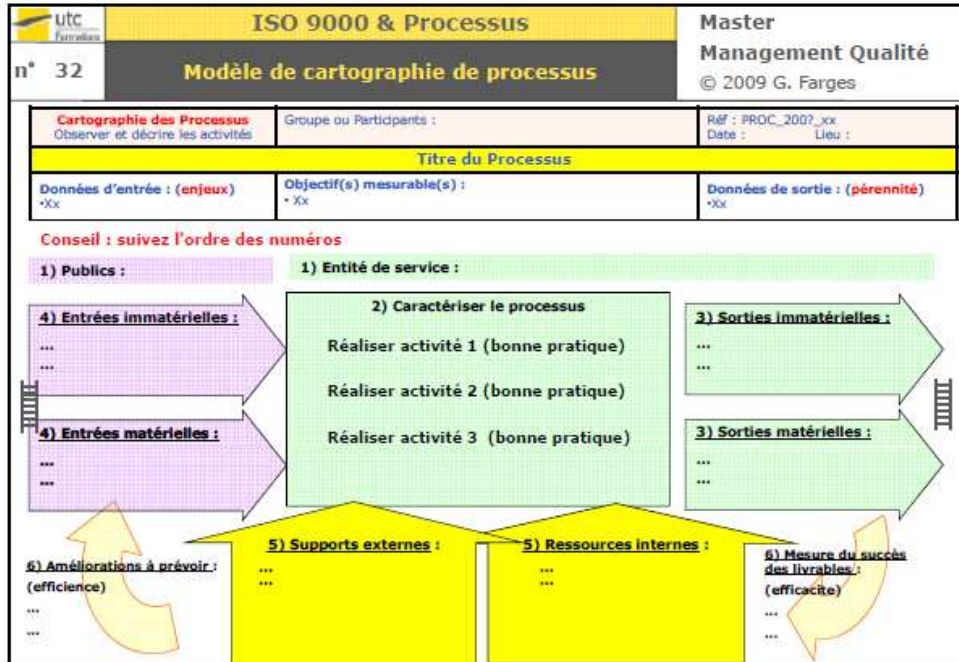 utc
Formations
ISO 9000 & Processus
Master
Management Qualité
© 2009 G. Farges
n° 32
Modèle de cartographie de processus
Cartographie des Processus
Observer et décrire les activités
Groupe ou Participants :
Réf : PROC_200?_xx
Date : Lieu :
Titre du Processus
Données d'entrée : (enjeux)
•Xx
Objectif(s) mesurable(s) :
• Xx
Données de sortie : (pérennité)
•Xx
Conseil : suivez l'ordre des numéros
1) Publics :
1) Entité de service :
4) Entrées immatérielles :
...
...
2) Caractériser le processus
Réaliser activité 1 (bonne pratique)
Réaliser activité 2 (bonne pratique)
Réaliser activité 3 (bonne pratique)
3) Sorties immatérielles :
...
...
4) Entrées matérielles :
...
...
3) Sorties matérielles :
...
...
5) Supports externes :
...
...
5) Ressources internes :
...
...
6) Améliorations à prévoir :
(efficience)
...
...
6) Mesure du succès
des livrables :
(efficacite)
...
...